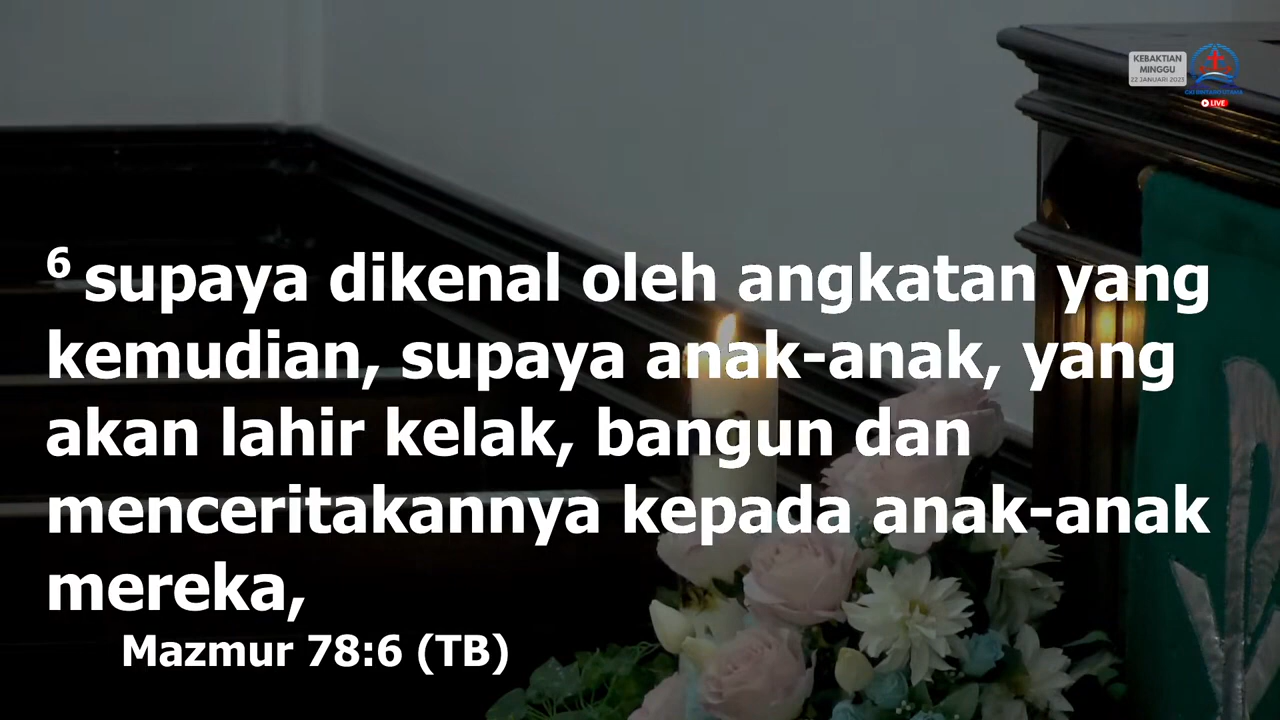 KEBAKTIAN
MINGGU
22 JANUARI 2023
LIVE
6 supaya dikenal oleh angkatan yang
kemudian, supaya anak-anak, yang
akan lahir kelak, bangun dan
menceritakannya kepada anak-anak
mereka,
Mazmur 78:6 (TB)